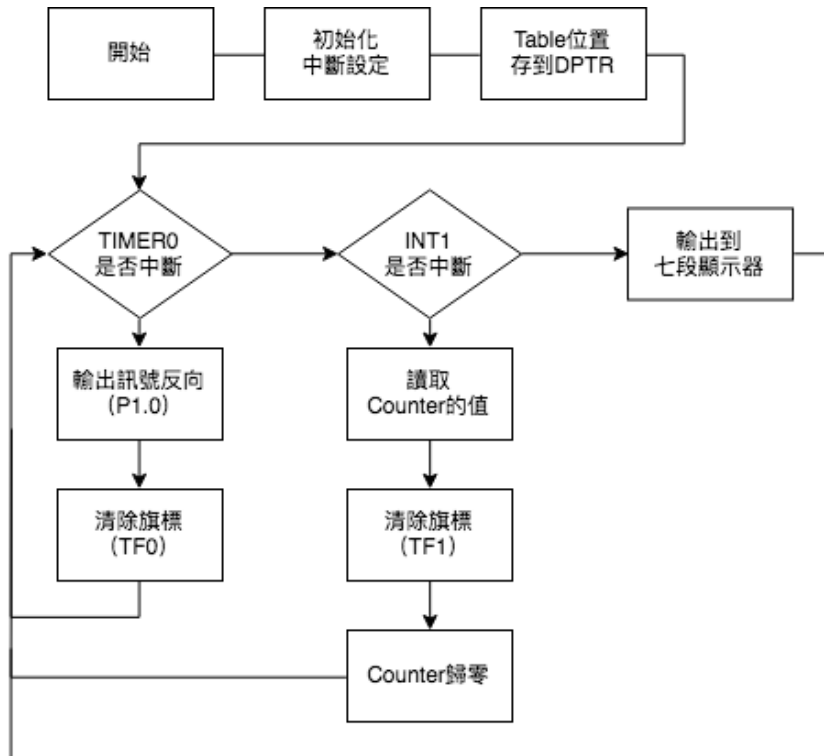 開始
初始化
中斷設定
Table位置
存到DPTR
TIMER0
是否中斷
INT1
是否中斷
輸出到
七段顯示器
輸出訊號反向
（P1.0）
讀取
Counter的值
清除旗標
（TF0）
清除旗標
（TF1）
Counter歸零